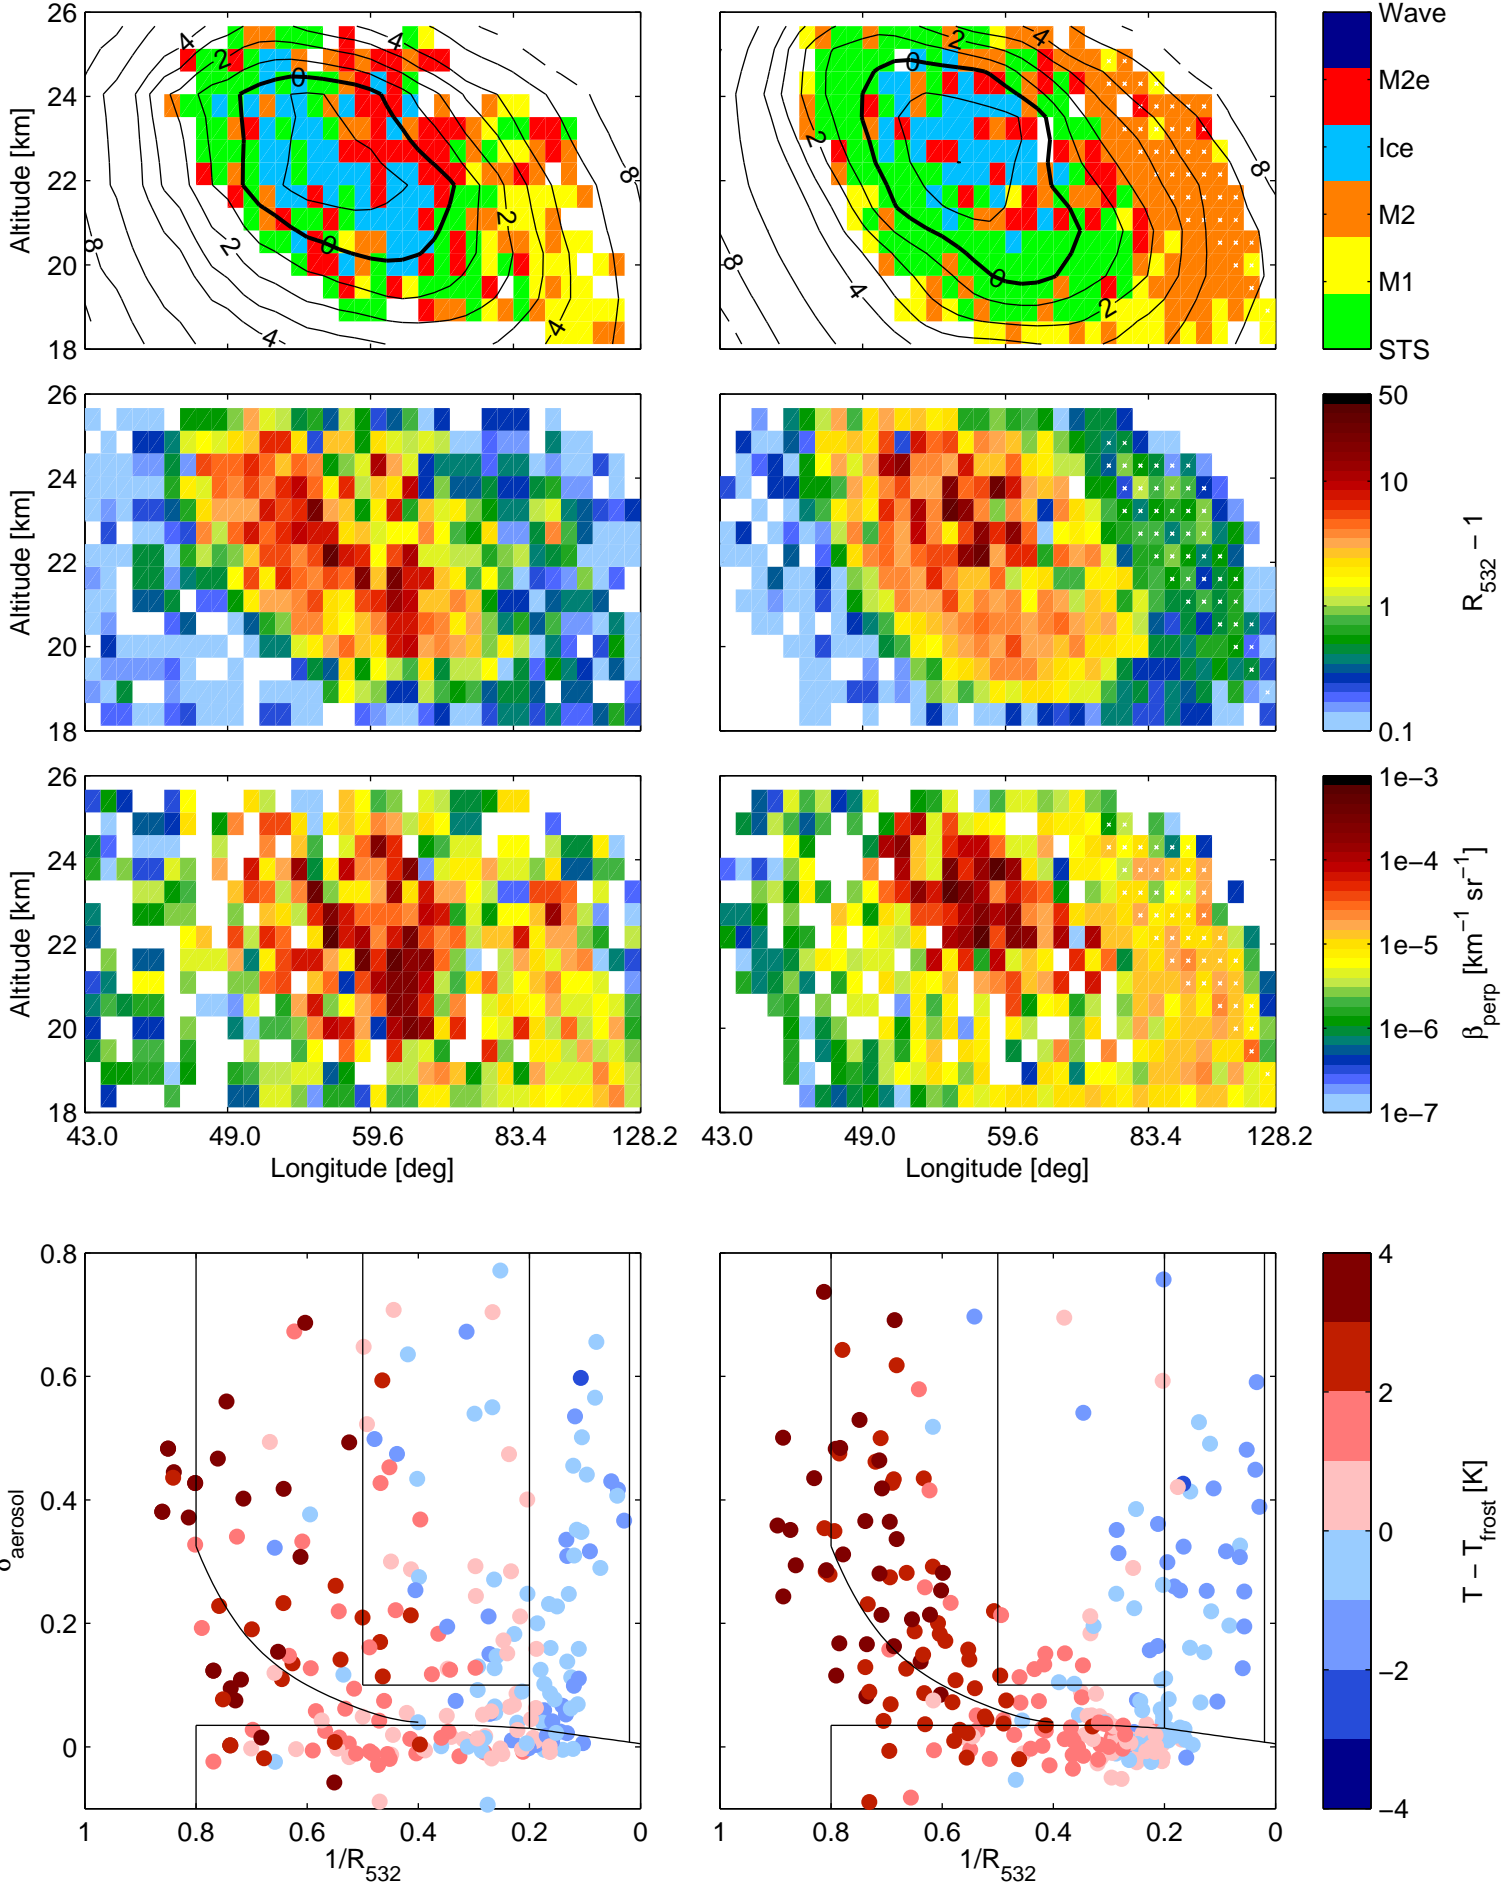 26
24
22
20
18
Altitude [km]
4
2
0
4
8
2
2
0
8
4
4
2
4
0
2
8
8
4
0
2
Wave
M2e
Ice
M2
M1
STS
26
24
22
20
18
Altitude [km]
50
10
1
0.1
R532 − 1
26
24
22
20
18
Altitude [km]
43.0 49.0 59.6 83.4 128.2
Longitude [deg]
43.0 49.0 59.6 83.4 128.2
Longitude [deg]
1e−3
1e−4
1e−5
1e−6
1e−7
βperp [km−1 sr−1]
0.8
0.6
0.4
0.2
0
δaerosol
1 0.8 0.6 0.4 0.2 0
1/R532
1 0.8 0.6 0.4 0.2 0
1/R532
4
2
0
−2
−4
T − Tfrost [K]